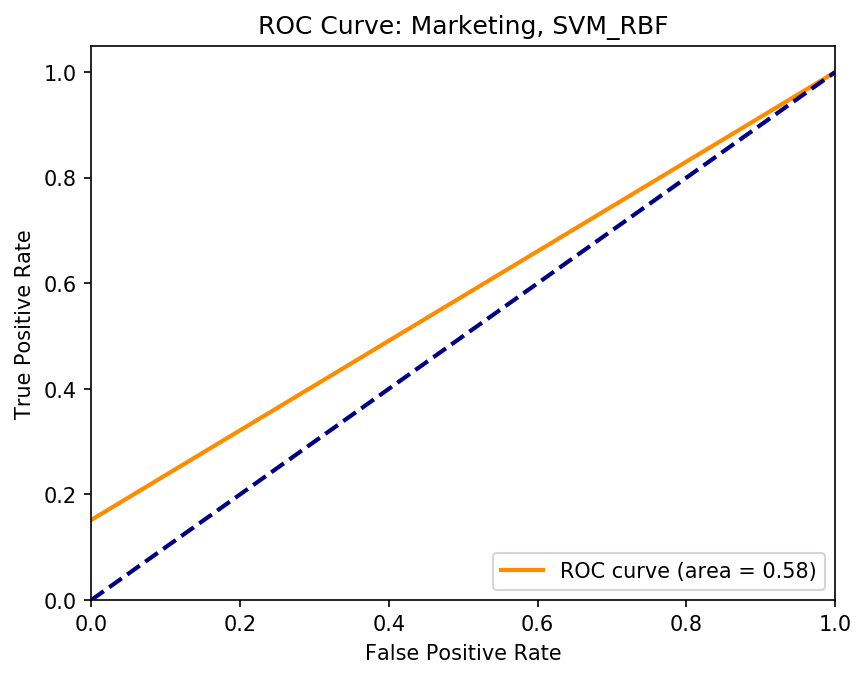 ROC Curve: Marketing, SVM_RBF
True Positive Rate
1.0
0.8
0.6
0.4
0.2
0.0
ROC curve (area = 0.58)
0.0 0.2 0.4 0.6 0.8 1.0
False Positive Rate